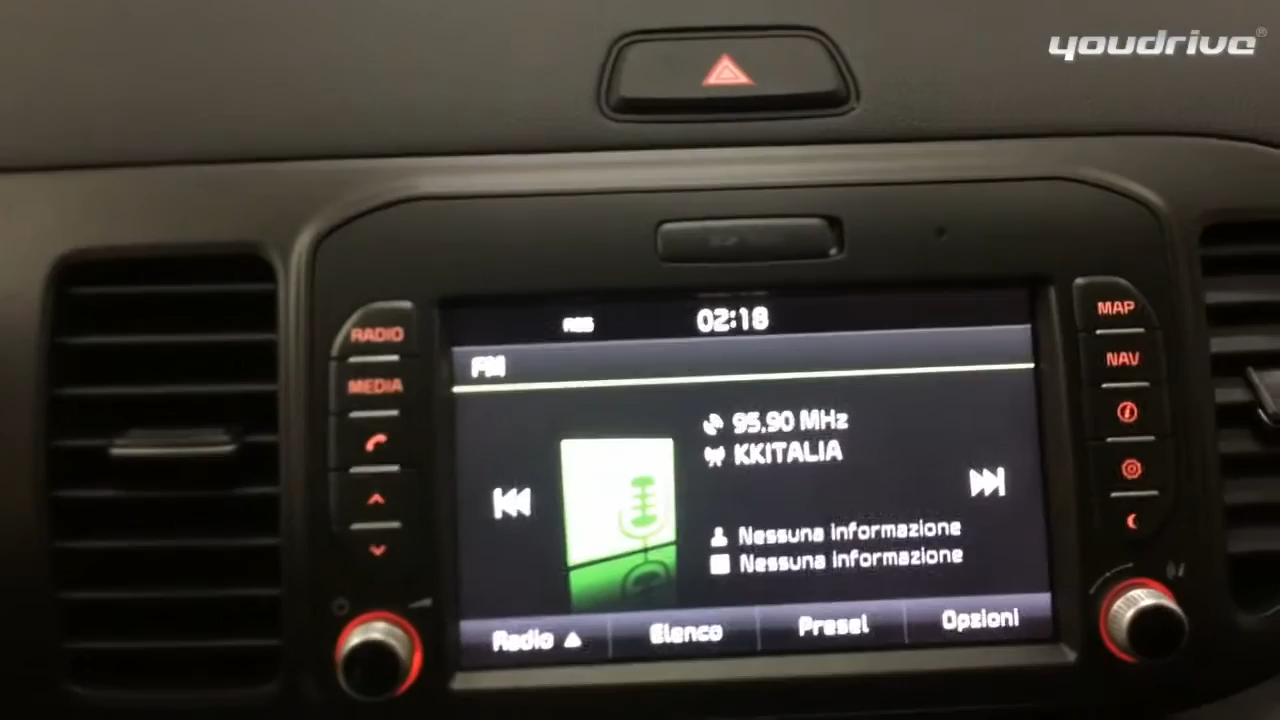 youdrive®
02:18
RADIO
MEDIA
MAP
NAV
FM
95.90 MHz
KKITALIA
Nessuna informazione
Nessuna informazione
Radio
Elenco
Preset
Opzioni